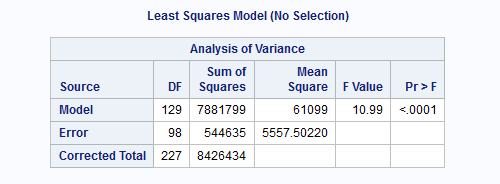 Least Squares Model (No Selection)
Analysis of Variance
Source DF Sum of Squares Mean Square F Value Pr > F
Model 129 7881799 61099 10.99 <.0001
Error 98 544635 5557.50220
Corrected Total 227 8426434